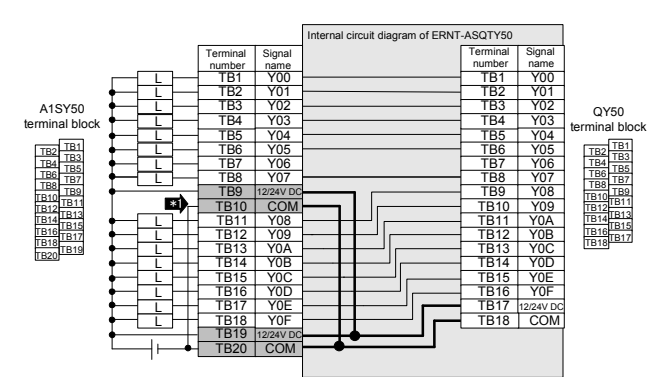 Internal circuit diagram of ERNT-ASQTY50
Terminal number Signal name
TB1 Y00
TB2 Y01
TB3 Y02
TB4 Y03
TB5 Y04
TB6 Y05
TB7 Y06
TB8 Y07
TB9 12/24V DC
TB10 COM
TB11 Y08
TB12 Y09
TB13 Y0A
TB14 Y0B
TB15 Y0C
TB16 Y0D
TB17 Y0E
TB18 Y0F
TB19 12/24V DC
TB20 COM
L
L
L
L
L
L
L
L
*1
L
L
L
L
L
L
L
L
Terminal number Signal name
TB1 Y00
TB2 Y01
TB3 Y02
TB4 Y03
TB5 Y04
TB6 Y05
TB7 Y06
TB8 Y07
TB9 Y08
TB10 Y09
TB11 Y0A
TB12 Y0B
TB13 Y0C
TB14 Y0D
TB15 Y0E
TB16 Y0F
TB17 12/24V DC
TB18 COM
A1SY50
terminal block
TB1
TB2
TB3
TB4
TB5
TB6
TB7
TB8
TB9
TB10
TB11
TB12
TB13
TB14
TB15
TB16
TB17
TB18
TB19
TB20
QY50
terminal block
TB1
TB2
TB3
TB4
TB5
TB6
TB7
TB8
TB9
TB10
TB11
TB12
TB13
TB14
TB15
TB16
TB17
TB18